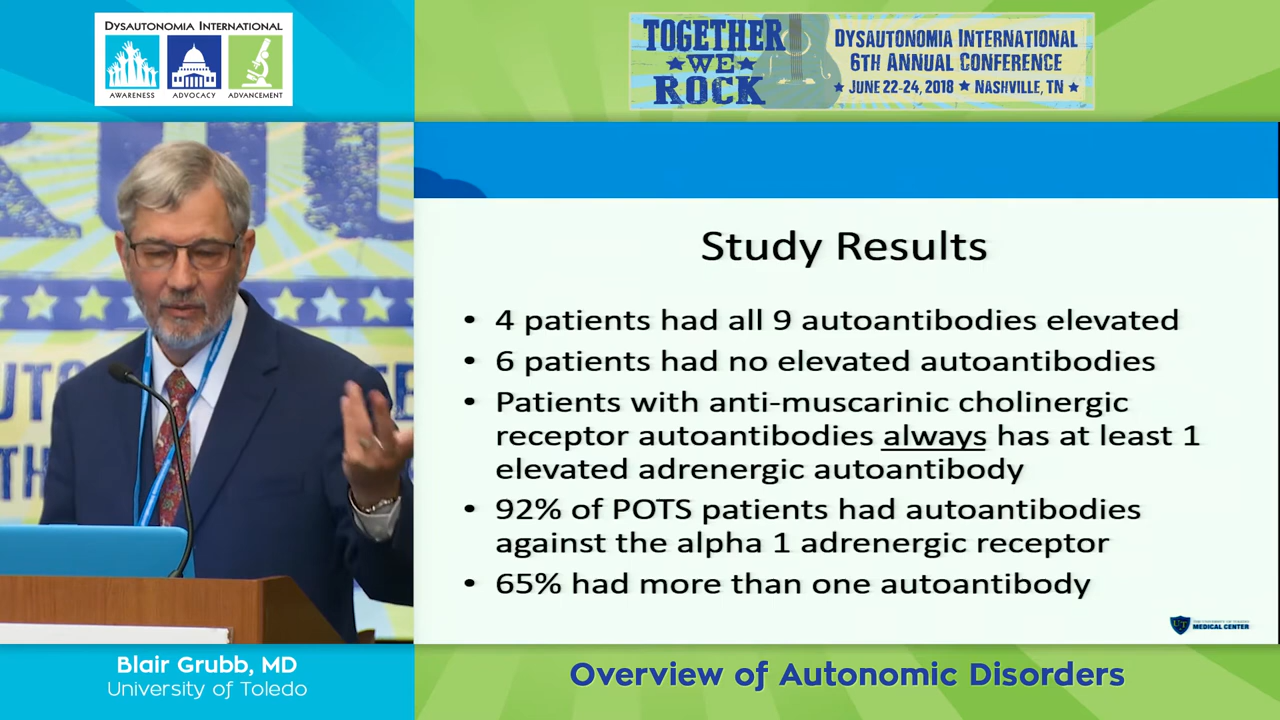 DYSAUTONOMIA INTERNATIONAL
AWARENESS ADVOCACY ADVANCEMENT
TOGETHER
WE
ROCK
DYSAUTONOMIA INTERNATIONAL
6TH ANNUAL CONFERENCE
JUNE 22-24, 2018 NASHVILLE, TN
Study Results
• 4 patients had all 9 autoantibodies elevated
• 6 patients had no elevated autoantibodies
• Patients with anti-muscarinic cholinergic
receptor autoantibodies always has at least 1
elevated adrenergic autoantibody
• 92% of POTS patients had autoantibodies
against the alpha 1 adrenergic receptor
• 65% had more than one autoantibody
MEDICAL CENTER
Blair Grubb, MD
University of Toledo
Overview of Autonomic Disorders